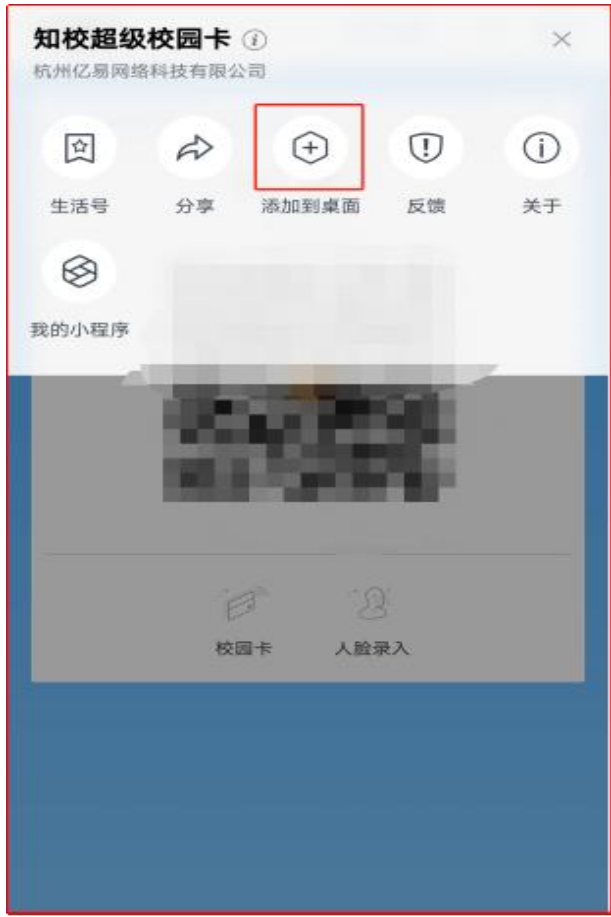 知校超级校园卡
杭州亿易网络科技有限公司
生活号 分享 添加到桌面 反馈 关于
我的小程序
校园卡 人脸录入